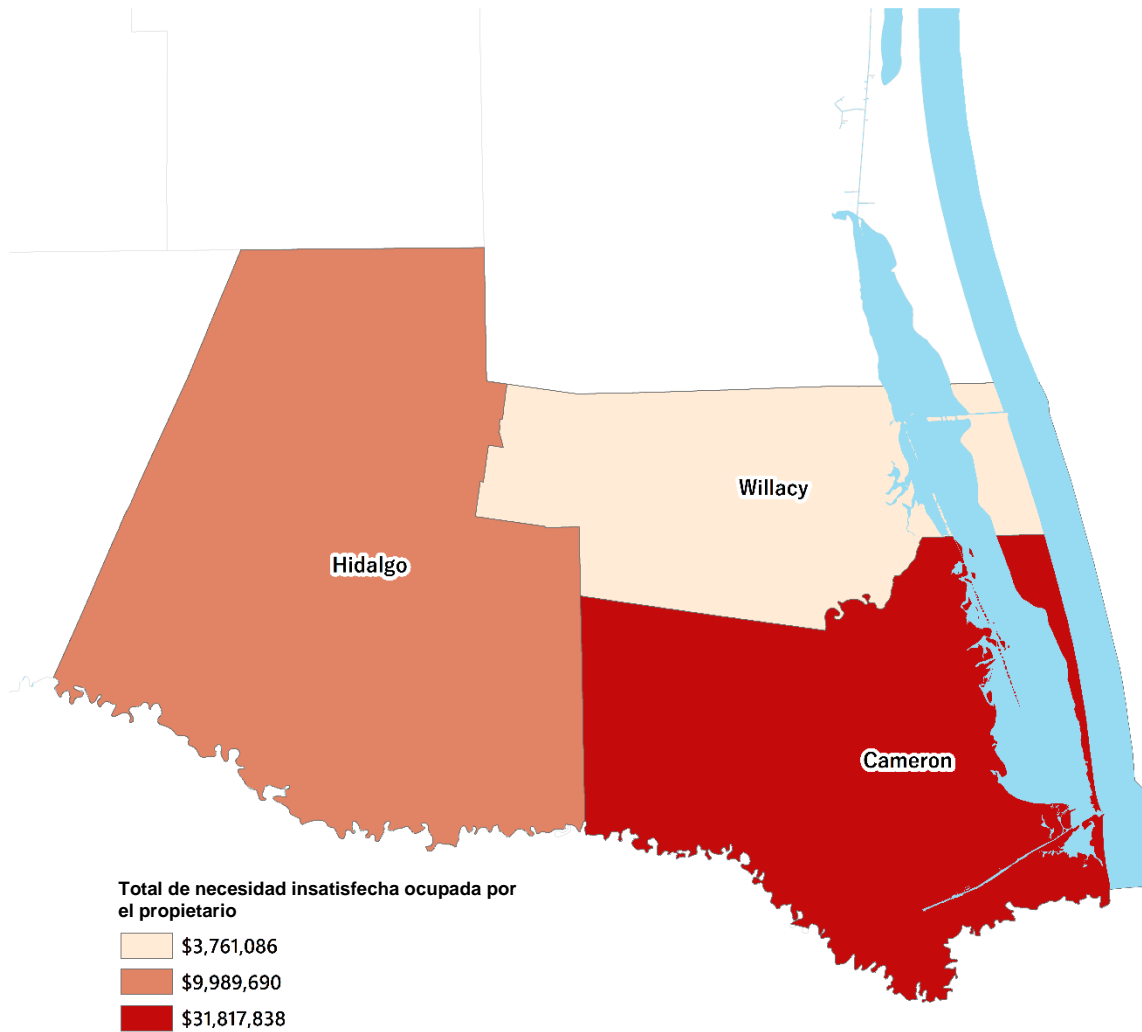 Willacy
Hidalgo
Cameron
Total de necesidad insatisfecha ocupada por
el propietario
$3,761,086
$9,989,690
$31,817,838